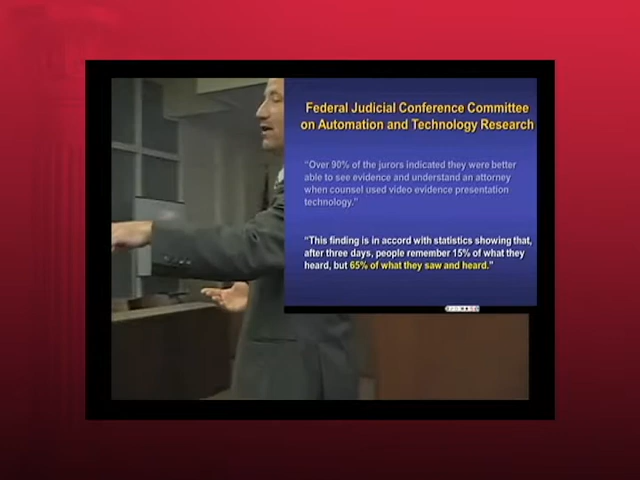 Federal Judicial Conference Committee
on Automation and Technology Research
“Over 90% of the jurors indicated they were better
able to see evidence and understand an attorney
when counsel used video evidence presentation
technology.”
“This finding is in accord with statistics showing that,
after three days, people remember 15% of what they
heard, but 65% of what they saw and heard.”